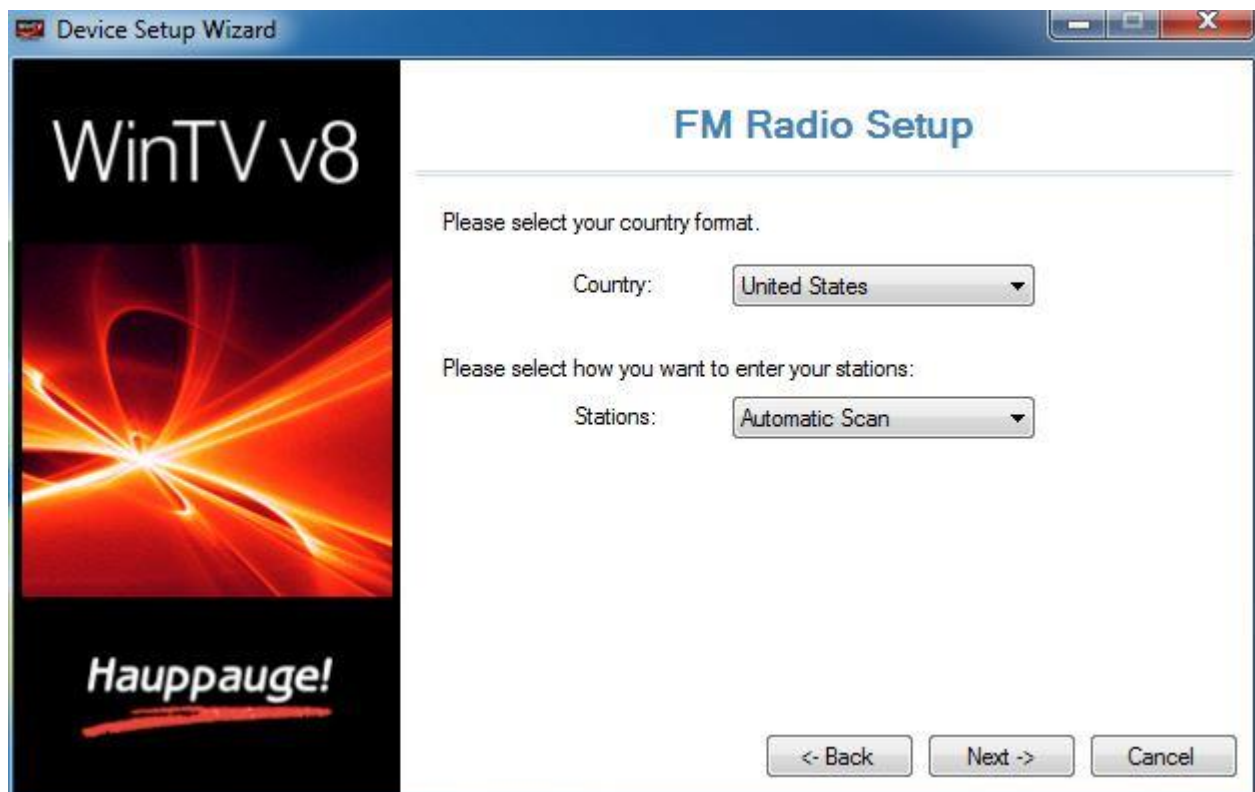 Device Setup Wizard
WinTV v8
Hauppauge!
FM Radio Setup
Please select your country format.
Country: United States
Please select how you want to enter your stations:
Stations: Automatic Scan
<- Back Next -> Cancel